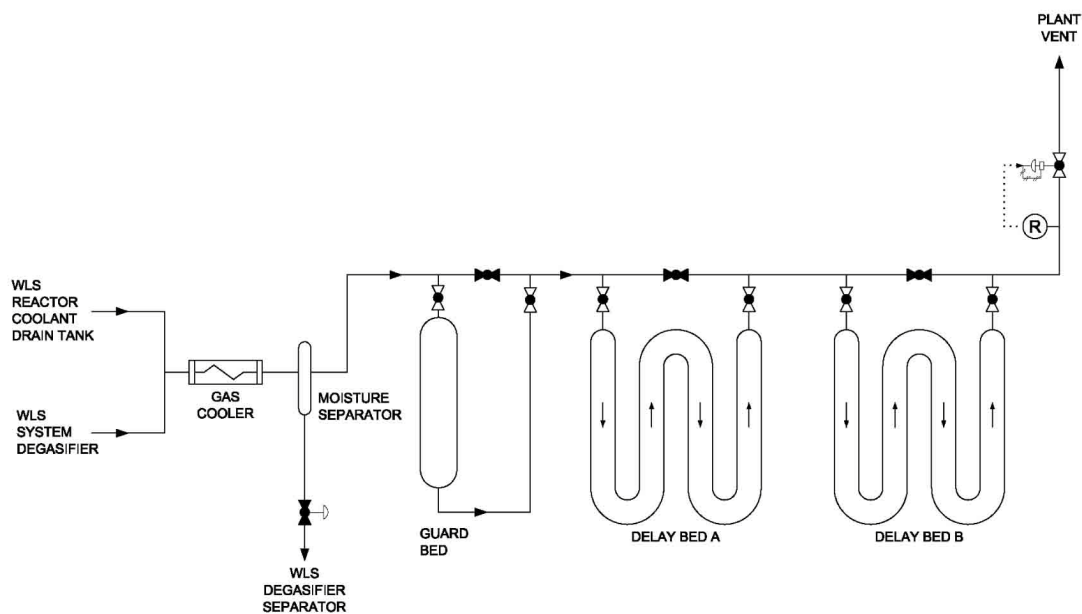 PLANT
VENT
R
WLS
REACTOR
COOLANT
DRAIN TANK
GAS
COOLER
MOISTURE
SEPARATOR
WLS
SYSTEM
DEGASIFIER
GUARD
BED
DELAY BED A
DELAY BED B
WLS
DEGASIFIER
SEPARATOR